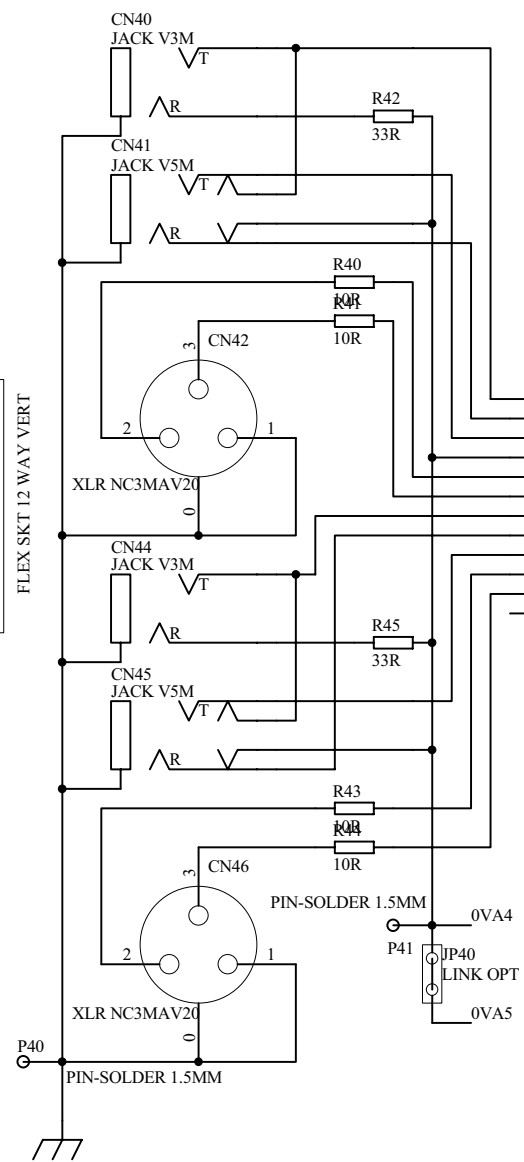 CN40
JACK V3M
T
R
R42
33R
CN41
JACK V5M
T
R
R40
10R
R41
10R
CN42
3
2
1
XLR NC3MAV20
0
FLEX SKT 12 WAY VERT
CN44
JACK V3M
T
R
R45
33R
CN45
JACK V5M
T
R
R43
10R
R44
10R
CN46
3
2
1
XLR NC3MAV20
0
PIN-SOLDER 1.5MM
P41
0VA4
JP40
LINK OPT
0VA5
P40
PIN-SOLDER 1.5MM